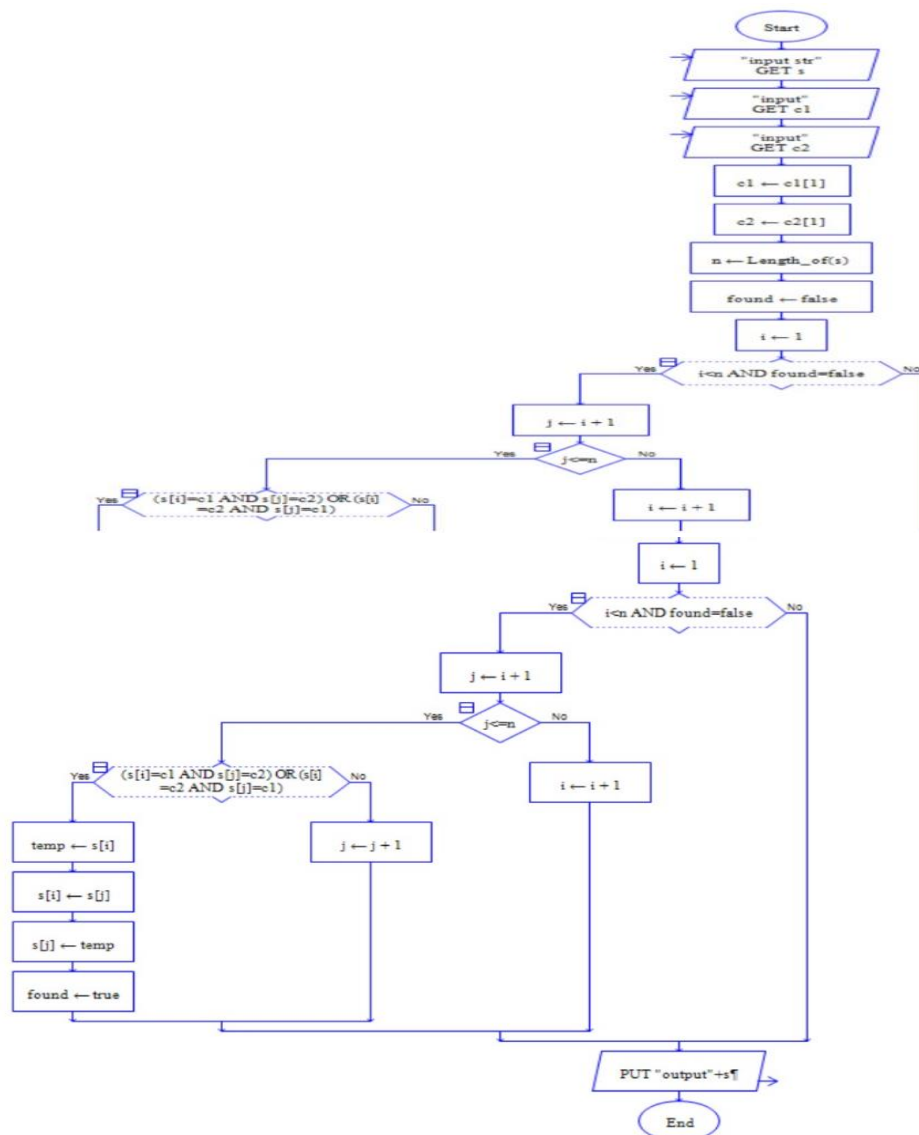 Start
"input str"
GET s
"input"
GET c1
"input"
GET c2
c1 ← c1[1]
c2 ← c2[1]
n ← Length_of(s)
found ← false
i ← 1
Yes
i<n AND found=false
No
j ← i + 1
Yes
j<=n
No
Yes
(s[i]=c1 AND s[j]=c2) OR (s[i]
=c2 AND s[j]=c1)
No
i ← i + 1
i ← 1
Yes
i<n AND found=false
No
j ← i + 1
Yes
j<=n
No
Yes
(s[i]=c1 AND s[j]=c2) OR (s[i]
=c2 AND s[j]=c1)
No
i ← i + 1
temp ← s[i]
j ← j + 1
s[i] ← s[j]
s[j] ← temp
found ← true
PUT "output"+s¶
End